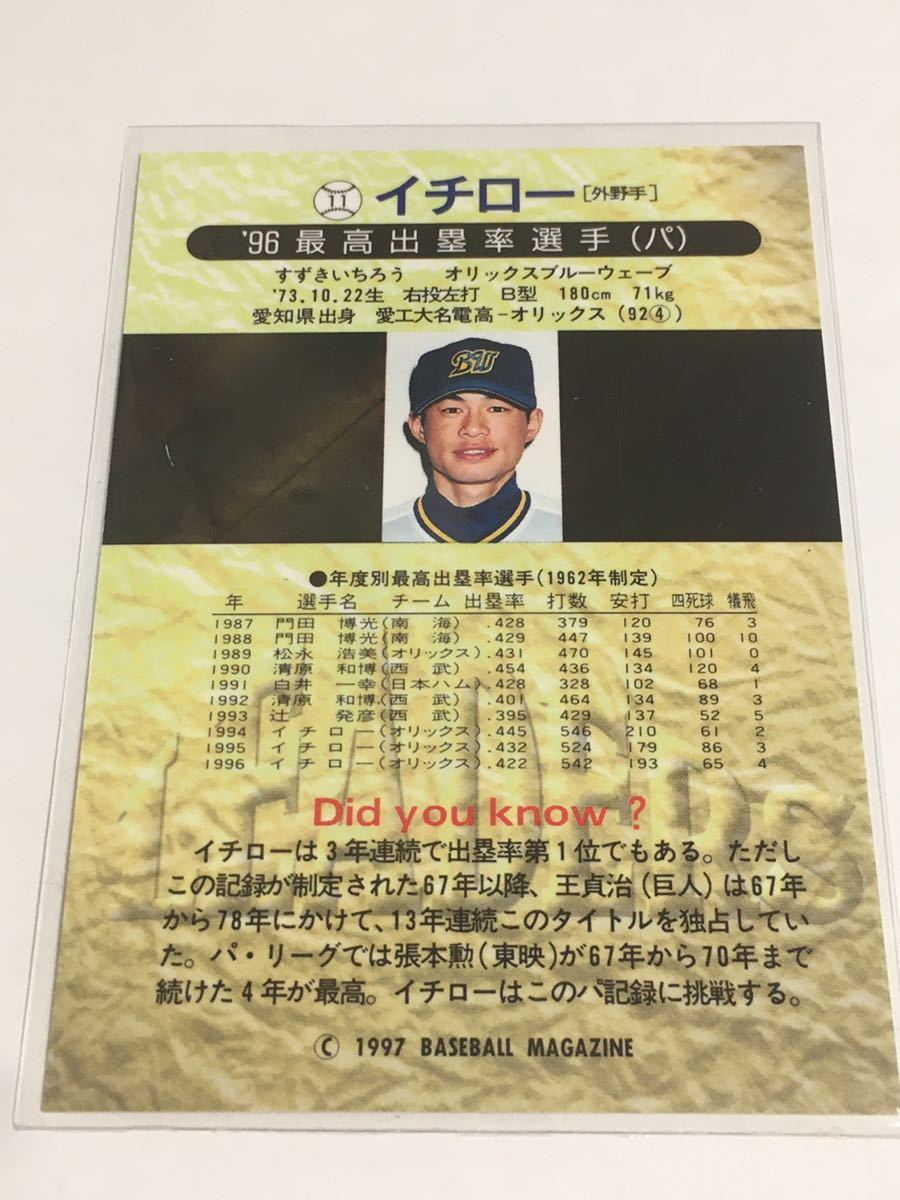 11 イチロー [外野手]
'96 最高出塁率選手(パ)
すずきいちろう オリックスブルーウェーブ
'73.10.22生 右投左打 B型 180cm 71kg
愛知県出身 愛工大名電高-オリックス(92④)
BW
●年度別最高出塁率選手(1962年制定)
年 選手名 チーム 出塁率 打数 安打 四死球 犠飛
1987 門田 博光(南 海) .428 379 120 76 3
1988 門田 博光(南 海) .429 447 139 100 10
1989 松永 浩美(オリックス) .431 470 145 101 0
1990 清原 和博(西 武) .454 436 134 120 4
1991 白井 一幸(日本ハム) .428 328 102 68 1
1992 清原 和博(西 武) .401 464 134 89 3
1993 辻 発彦(西 武) .395 429 137 52 5
1994 イチロー(オリックス) .445 546 210 61 2
1995 イチロー(オリックス) .432 524 179 86 3
1996 イチロー(オリックス) .422 542 193 65 4
Did you know ?
イチローは3年連続で出塁率第1位でもある。ただし
この記録が制定された67年以降、王貞治(巨人)は67年
から78年にかけて、13年連続このタイトルを独占してい
た。パ・リーグでは張本勲(東映)が67年から70年まで
続けた4年が最高。イチローはこのパ記録に挑戦する。
© 1997 BASEBALL MAGAZINE